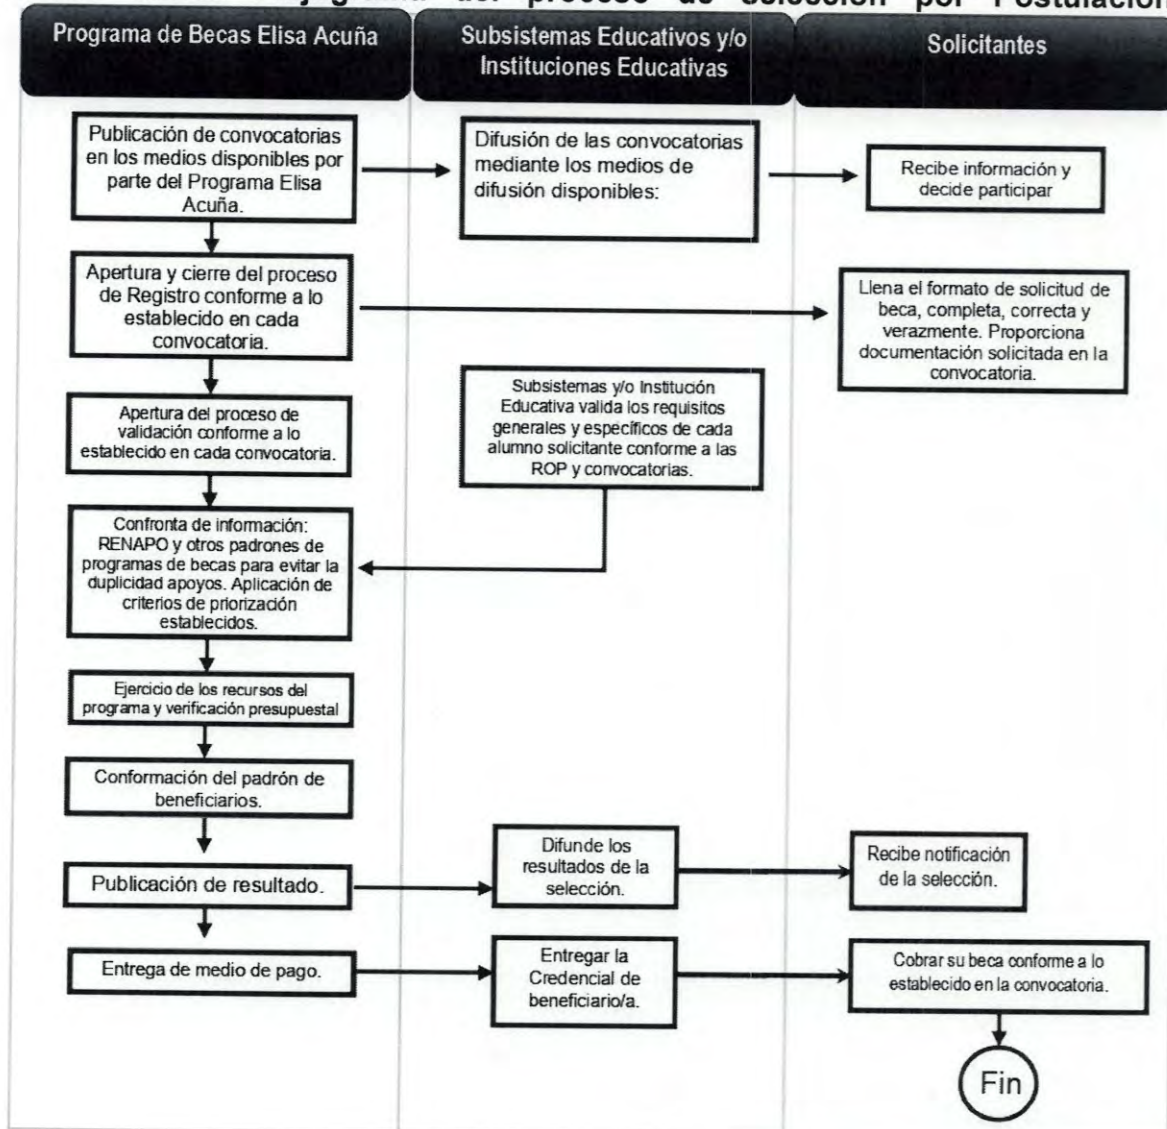 del proceso de selección por Postulación
Programa de Becas Elisa Acuña
Subsistemas Educativos y/o
Instituciones Educativas
Solicitantes
Publicación de convocatorias
en los medios disponibles por
parte del Programa Elisa
Acuña.
Difusión de las convocatorias
mediante los medios de
difusión disponibles:
Recibe información y
decide participar
Apertura y cierre del proceso
de Registro conforme a lo
establecido en cada
convocatoria.
Llena el formato de solicitud de
beca, completa, correcta y
verazmente. Proporciona
documentación solicitada en la
convocatoria.
Apertura del proceso de
validación conforme a lo
establecido en cada convocatoria.
Subsistemas y/o Institución
Educativa valida los requisitos
generales y específicos de cada
alumno solicitante conforme a las
ROP y convocatorias.
Confronta de información:
RENAPO y otros padrones de
programas de becas para evitar la
duplicidad apoyos. Aplicación de
criterios de priorización
establecidos.
Ejercicio de los recursos del
programa y verificación presupuestal
Conformación del padrón de
beneficiarios.
Publicación de resultado.
Difunde los
resultados de la
selección.
Recibe notificación
de la selección.
Entrega de medio de pago.
Entregar la
Credencial de
beneficiario/a.
Cobrar su beca conforme a lo
establecido en la convocatoria.
Fin